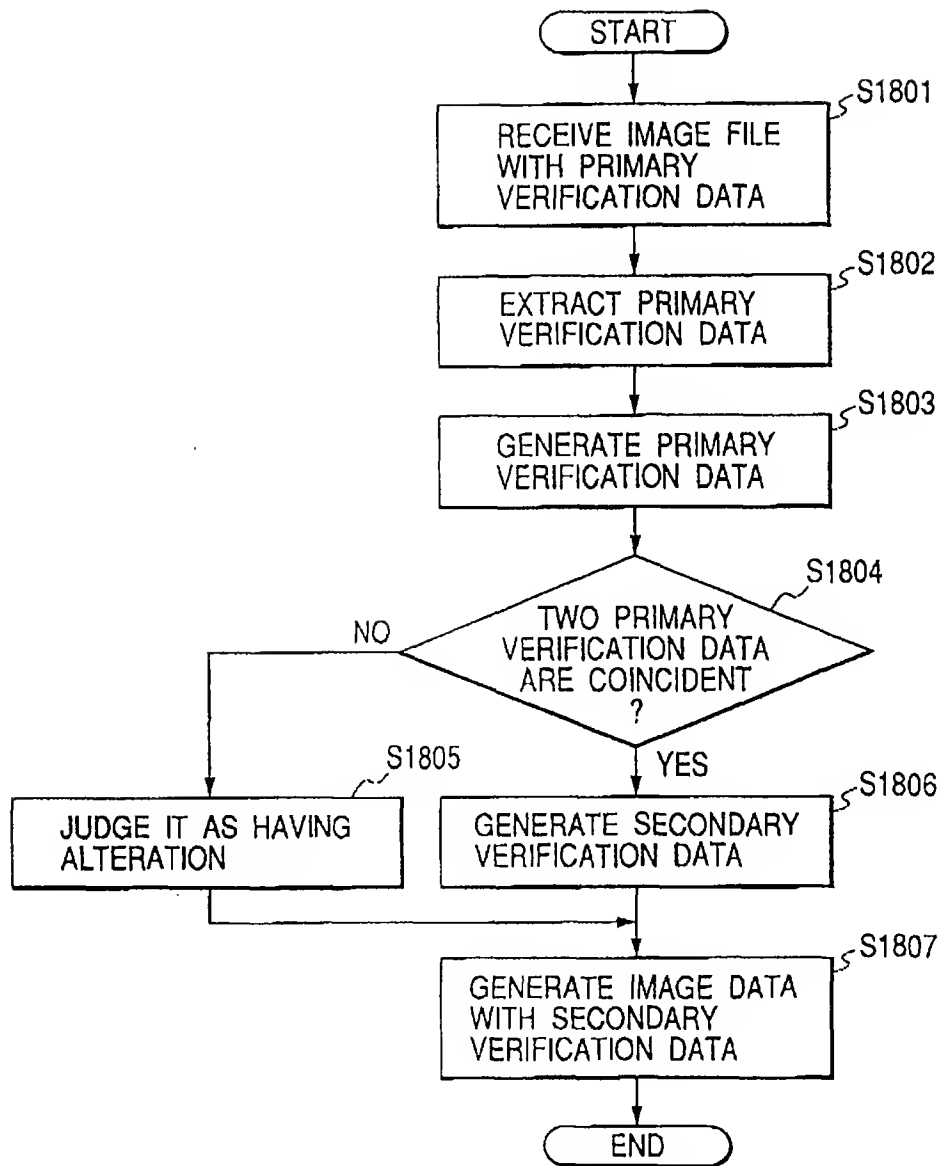 START
S1801
RECEIVE IMAGE FILE
WITH PRIMARY
VERIFICATION DATA
S1802
EXTRACT PRIMARY
VERIFICATION DATA
S1803
GENERATE PRIMARY
VERIFICATION DATA
S1804
TWO PRIMARY
VERIFICATION DATA
ARE COINCIDENT
?
NO
YES
S1805
JUDGE IT AS HAVING
ALTERATION
S1806
GENERATE SECONDARY
VERIFICATION DATA
S1807
GENERATE IMAGE DATA
WITH SECONDARY
VERIFICATION DATA
END